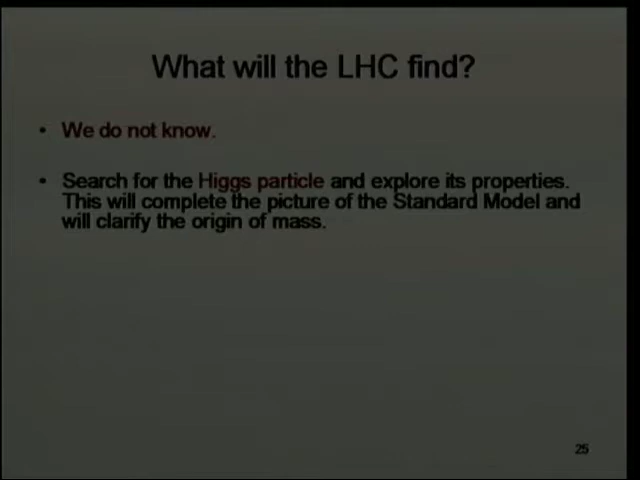 What will the LHC find?
• We do not know.
• Search for the Higgs particle and explore its properties.
This will complete the picture of the Standard Model and
will clarify the origin of mass.
25